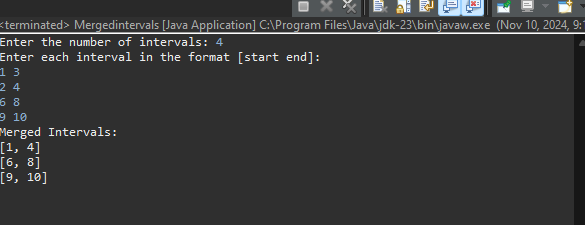 <terminated> Mergedintervals [Java Application] C:\Program Files\Java\jdk-23\bin\javaw.exe (Nov 10, 2024, 9:
Enter the number of intervals: 4
Enter each interval in the format [start end]:
1 3
2 4
6 8
9 10
Merged Intervals:
[1, 4]
[6, 8]
[9, 10]